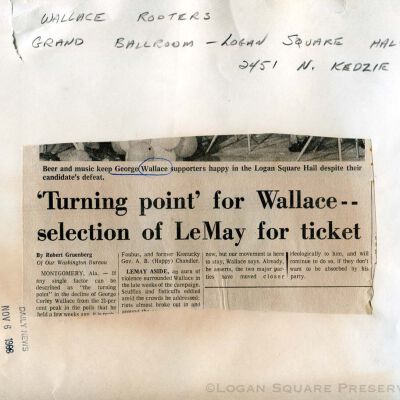 WALLACE ROOTERS
GRAND BALLROOM – LOGAN SQUARE HAL
2451 N. KEDZIE
Beer and music keep George Wallace supporters happy in the Logan Square Hall despite their
candidate's defeat.
'Turning point' for Wallace--
selection of LeMay for ticket
By Robert Gruenberg
Of Our Washington Bureau
MONTGOMERY, Ala. — If
any single factor can be
described as "the turning
point" in the decline of George
Corley Wallace from the 21-per
cent peak in the polls that he
held a few weeks ago, it
Faubus, and former Kentucky
Gov. A. B. (Happy) Chandler.
LEMAY ASIDE, an aura of
violence surrounded Wallace in
the late weeks of the campaign.
Scuffles and fisticuffs eddied
amid the crowds he addressed;
riots almost broke out in and
around the
now, but our movement is here
to stay, Wallace says. Already,
he asserts, the two major par-
ties have moved closer
ideologically to him, and will
continue to do so, if they don't
want to be absorbed by his
party.
DAILY NEWS
NOV 6 1968
©LOGAN SQUARE PRESERV